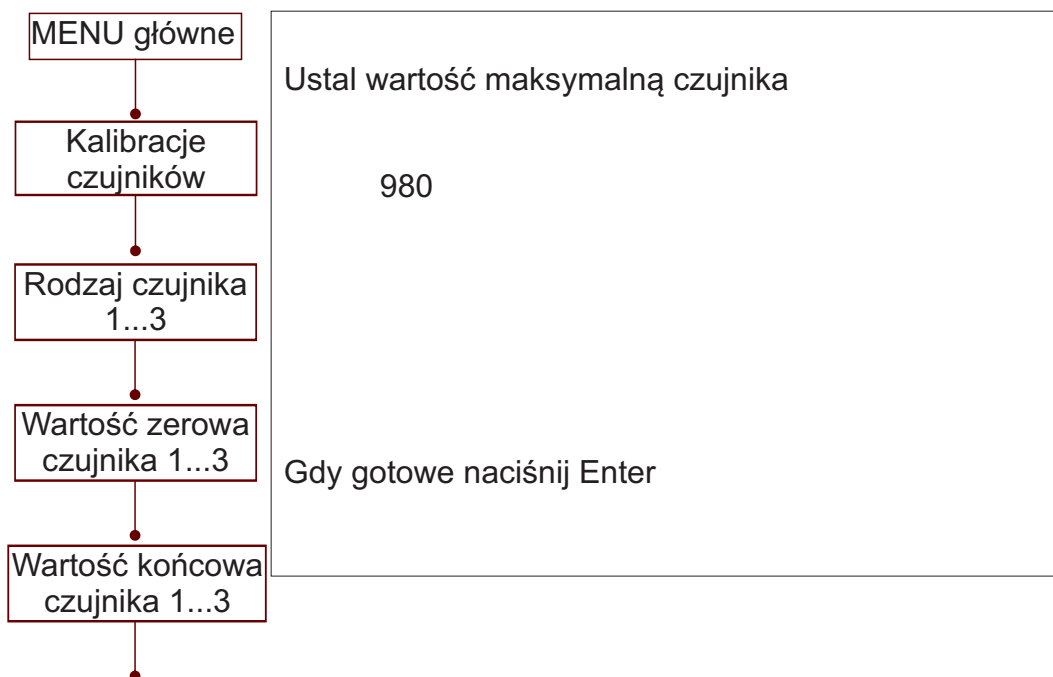 MENU główne
Kalibracje
czujników
Rodzaj czujnika
1...3
Wartość zerowa
czujnika 1...3
Wartość końcowa
czujnika 1...3
Ustal wartość maksymalną czujnika
980
Gdy gotowe naciśnij Enter